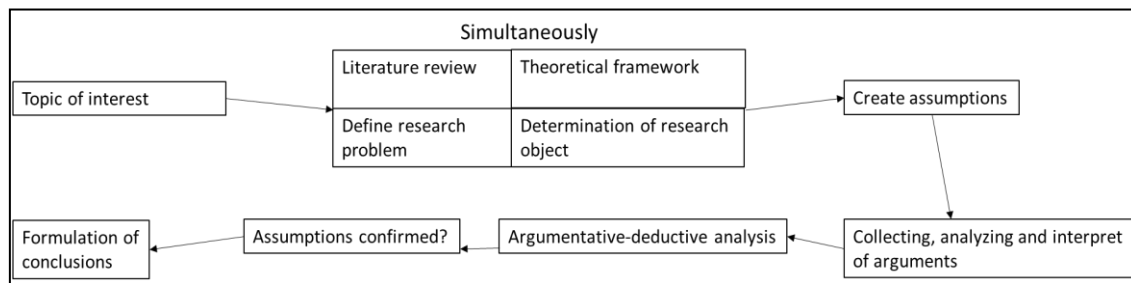 Simultaneously
Topic of interest
Literature review
Theoretical framework
Define research
problem
Determination of research
object
Create assumptions
Collecting, analyzing and interpret
of arguments
Argumentative-deductive analysis
Assumptions confirmed?
Formulation of
conclusions